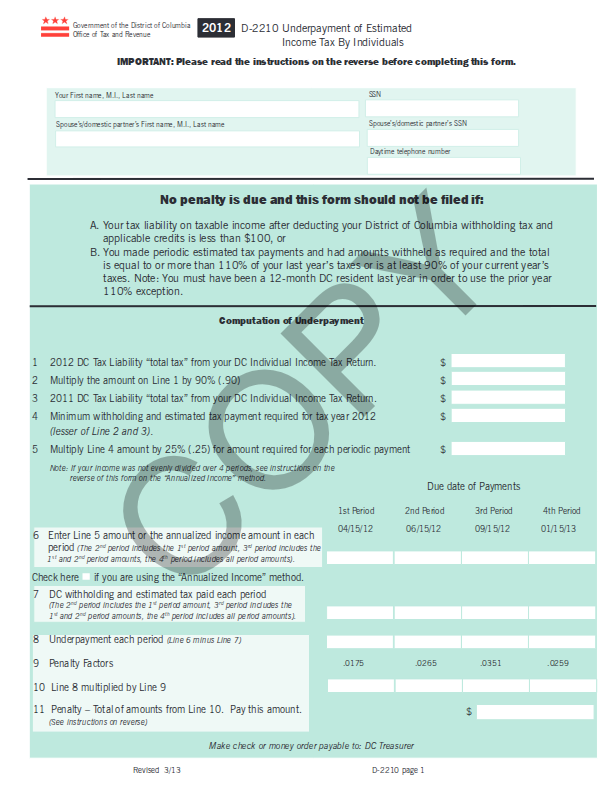 Government of the District of Columbia
Office of Tax and Revenue
2012 D-2210 Underpayment of Estimated
Income Tax By Individuals
IMPORTANT: Please read the instructions on the reverse before completing this form.
Your First name, M.I., Last name
SSN
Spouse's/domestic partner's First name, M.I., Last name
Spouse's/domestic partner's SSN
Daytime telephone number
No penalty is due and this form should not be filed if:
A. Your tax liability on taxable income after deducting your District of Columbia withholding tax and
applicable credits is less than $100, or
B. You made periodic estimated tax payments and had amounts withheld as required and the total
is equal to or more than 110% of your last year's taxes or is at least 90% of your current year's
taxes. Note: You must have been a 12-month DC resident last year in order to use the prior year
110% exception.
COPY
Computation of Underpayment
1 2012 DC Tax Liability "total tax" from your DC Individual Income Tax Return. $
2 Multiply the amount on Line 1 by 90% (.90) $
3 2011 DC Tax Liability "total tax" from your DC Individual Income Tax Return. $
4 Minimum withholding and estimated tax payment required for tax year 2012 $
(lesser of Line 2 and 3).
5 Multiply Line 4 amount by 25% (.25) for amount required for each periodic payment $
Note: If your income was not evenly divided over 4 periods, see instructions on the
reverse of this form on the "Annualized Income" method.
Due date of Payments
1st Period 2nd Period 3rd Period 4th Period
04/15/12 06/15/12 09/15/12 01/15/13
6 Enter Line 5 amount or the annualized income amount in each
period (The 2nd period includes the 1st period amount, 3rd period includes the
1st and 2nd period amounts, the 4th period includes all period amounts).
Check here if you are using the "Annualized Income" method.
7 DC withholding and estimated tax paid each period
(The 2nd period includes the 1st period amount, 3rd period includes the
1st and 2nd period amounts, the 4th period includes all period amounts).
8 Underpayment each period (Line 6 minus Line 7)
9 Penalty Factors .0175 .0265 .0351 .0259
10 Line 8 multiplied by Line 9
11 Penalty – Total of amounts from Line 10. Pay this amount. $
(See instructions on reverse)
Make check or money order payable to: DC Treasurer
Revised 3/13
D-2210 page 1